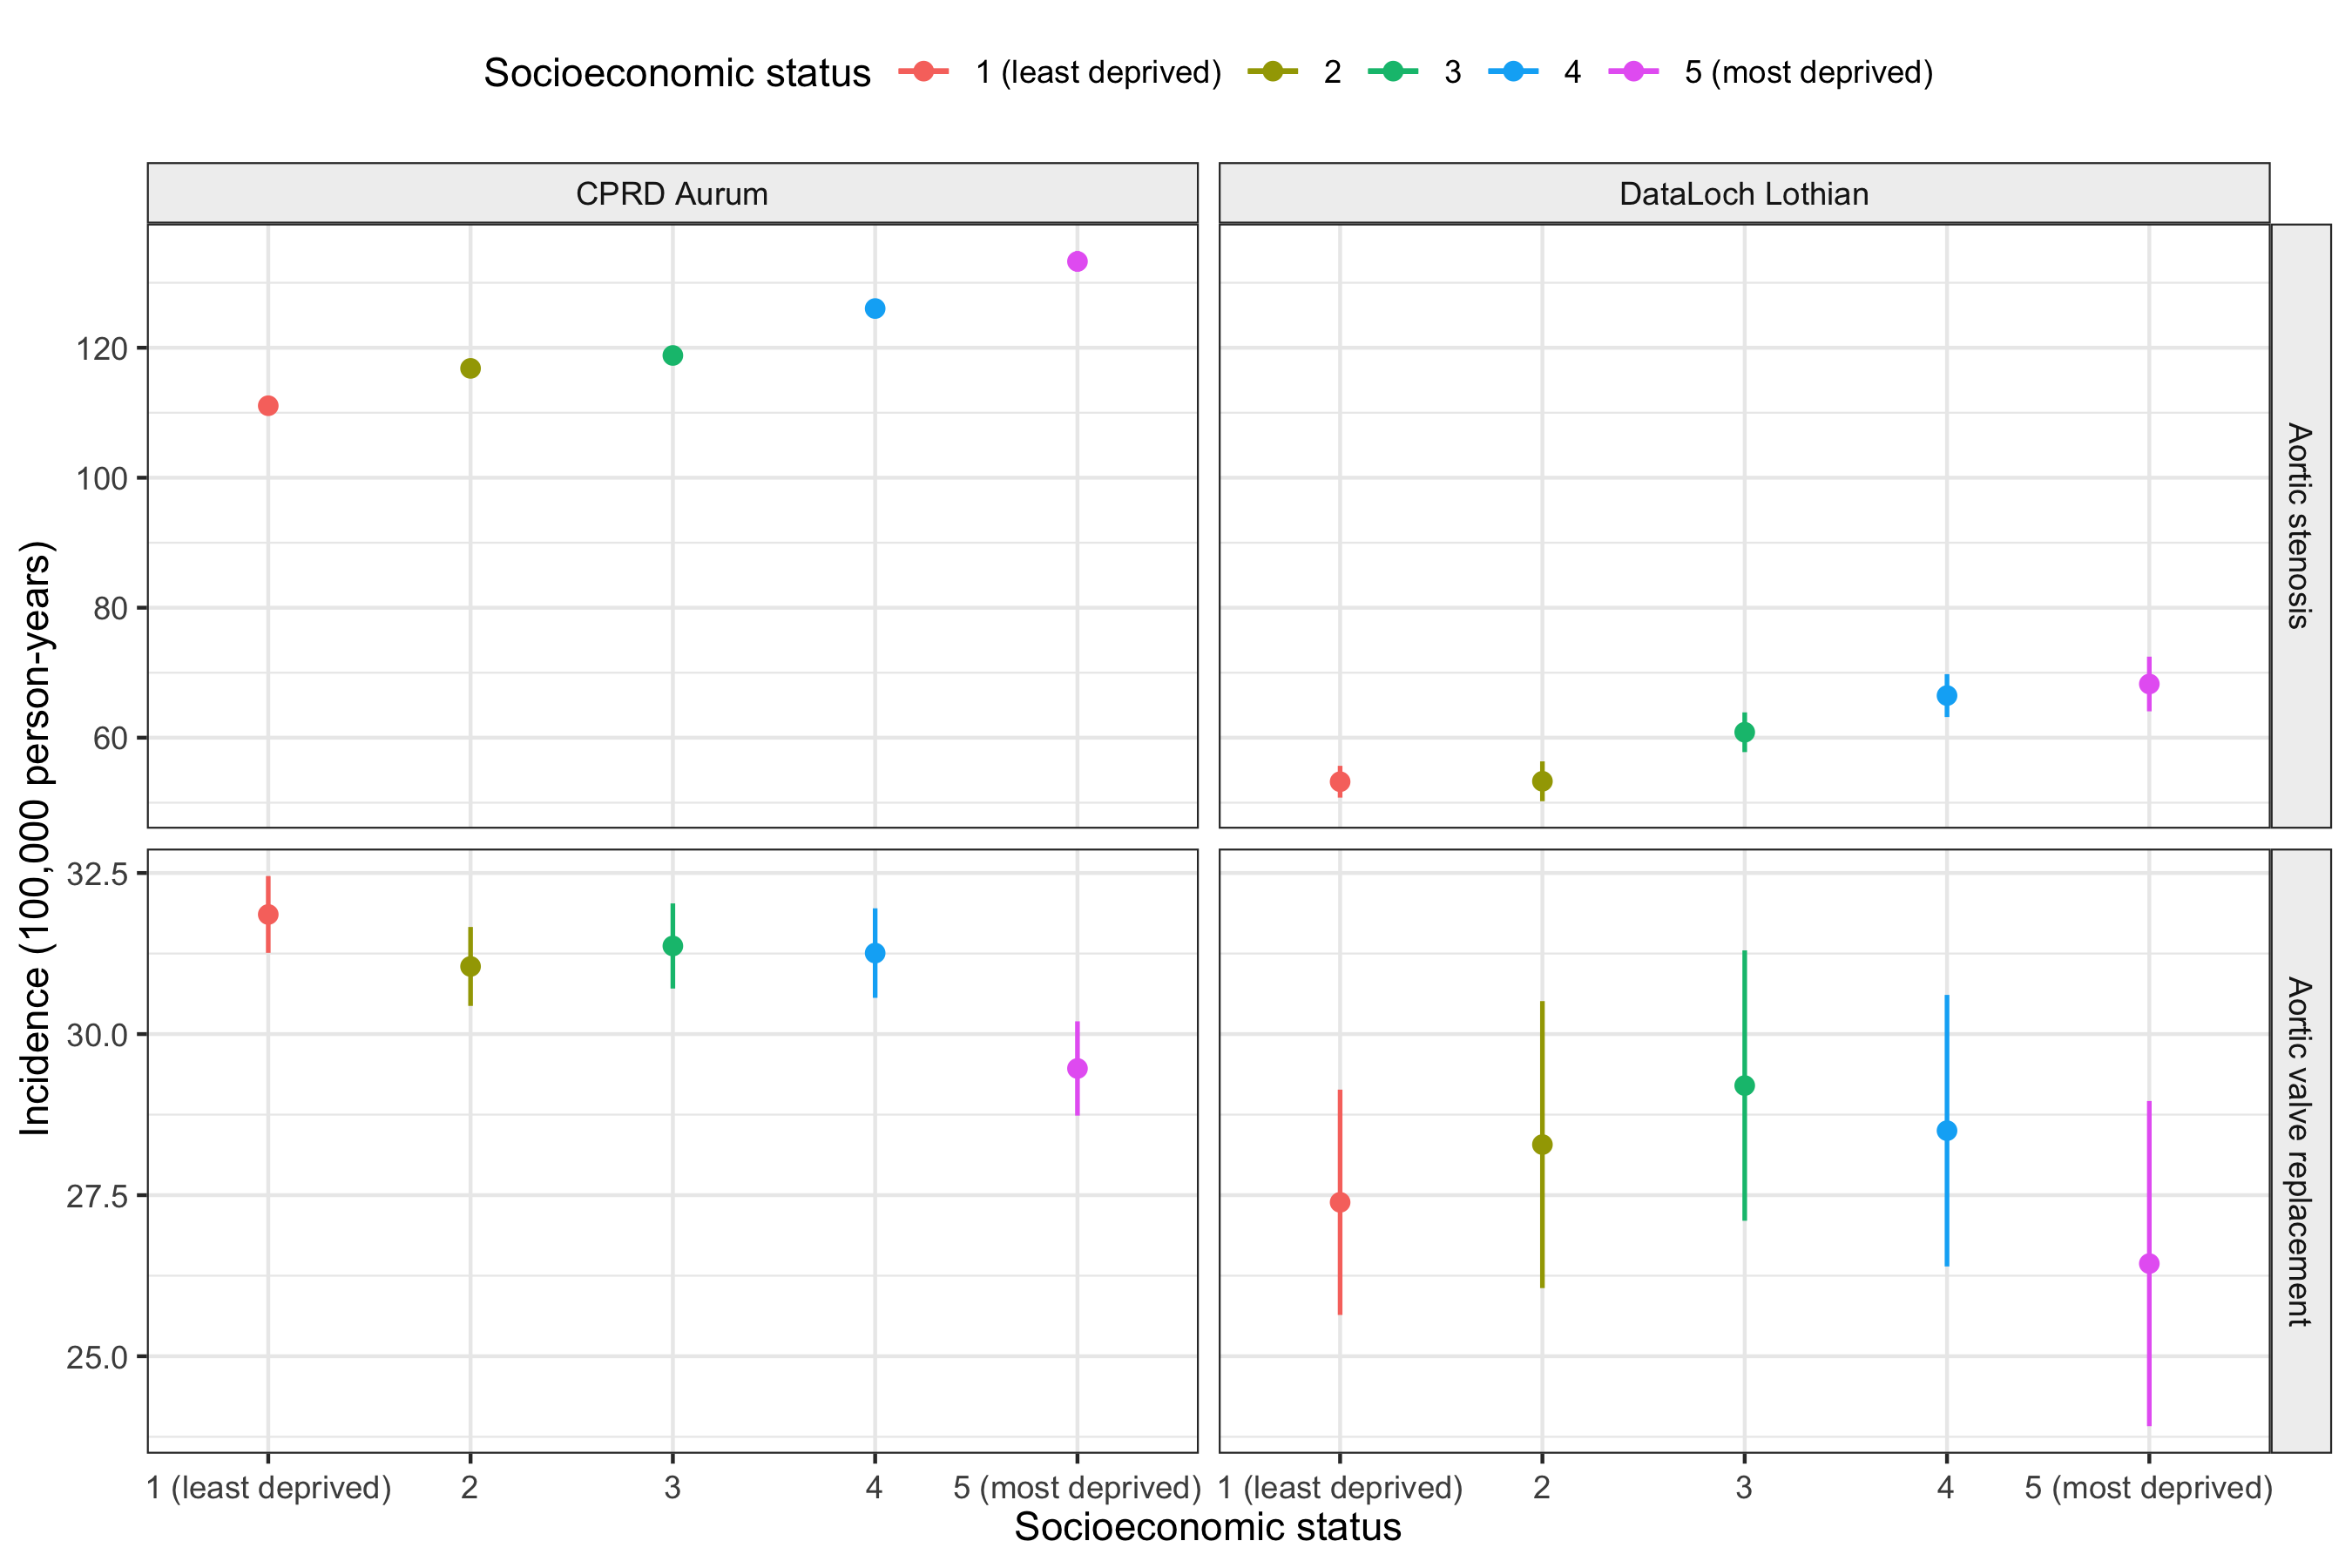 Socioeconomic status 1 (least deprived) 2 3 4 5 (most deprived)
CPRD Aurum DataLoch Lothian
Incidence (100,000 person-years)
120
100
80
60
Aortic stenosis
32.5
30.0
27.5
25.0
Aortic valve replacement
1 (least deprived) 2 3 4 5 (most deprived) 1 (least deprived) 2 3 4 5 (most deprived)
Socioeconomic status